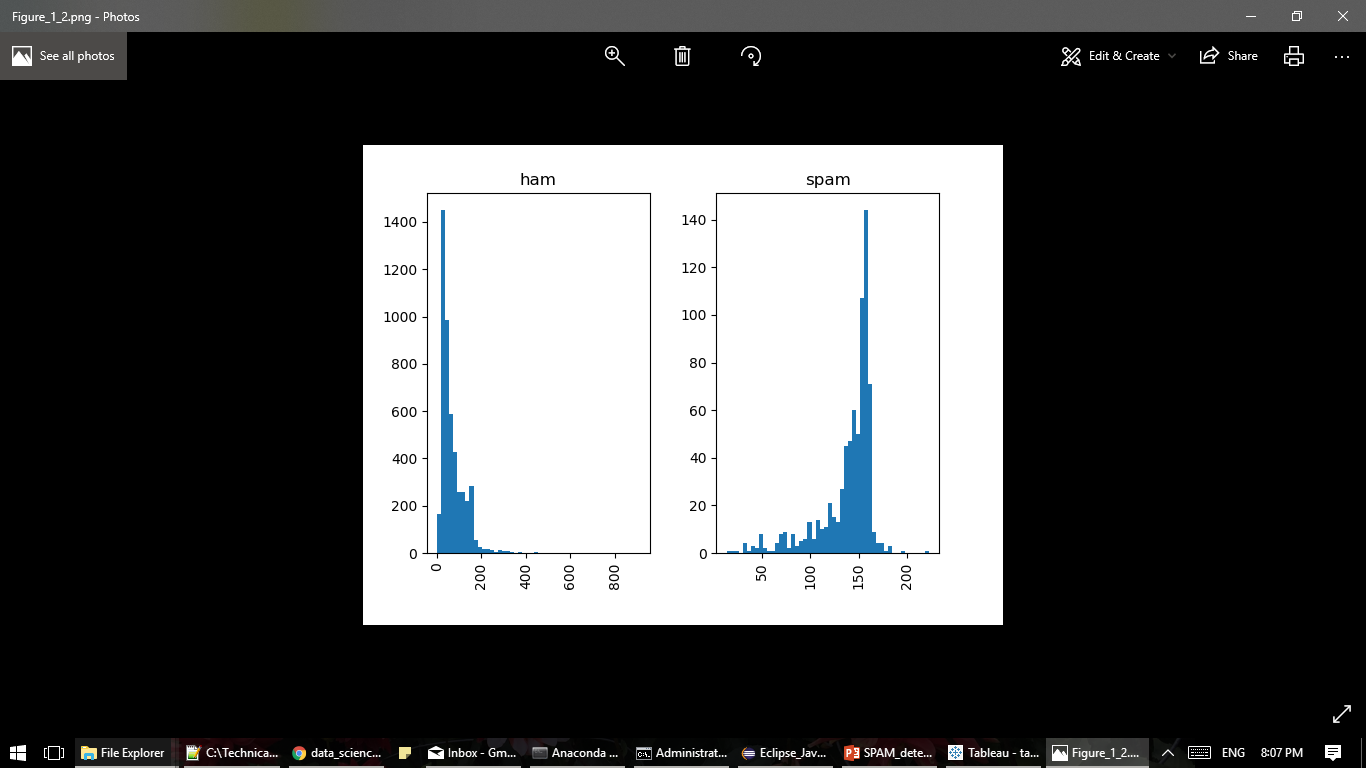 Figure_1_2.png - Photos
See all photos
Edit & Create
Share
ham
spam
1400
1200
1000
800
600
400
200
0
0
200
400
600
800
140
120
100
80
60
40
20
0
50
100
150
200
File Explorer
C:\Technica...
data_scienc...
Inbox - Gm...
Anaconda ...
Administrat...
Eclipse_Jav...
SPAM_dete...
Tableau - ta...
Figure_1_2....
ENG
8:07 PM